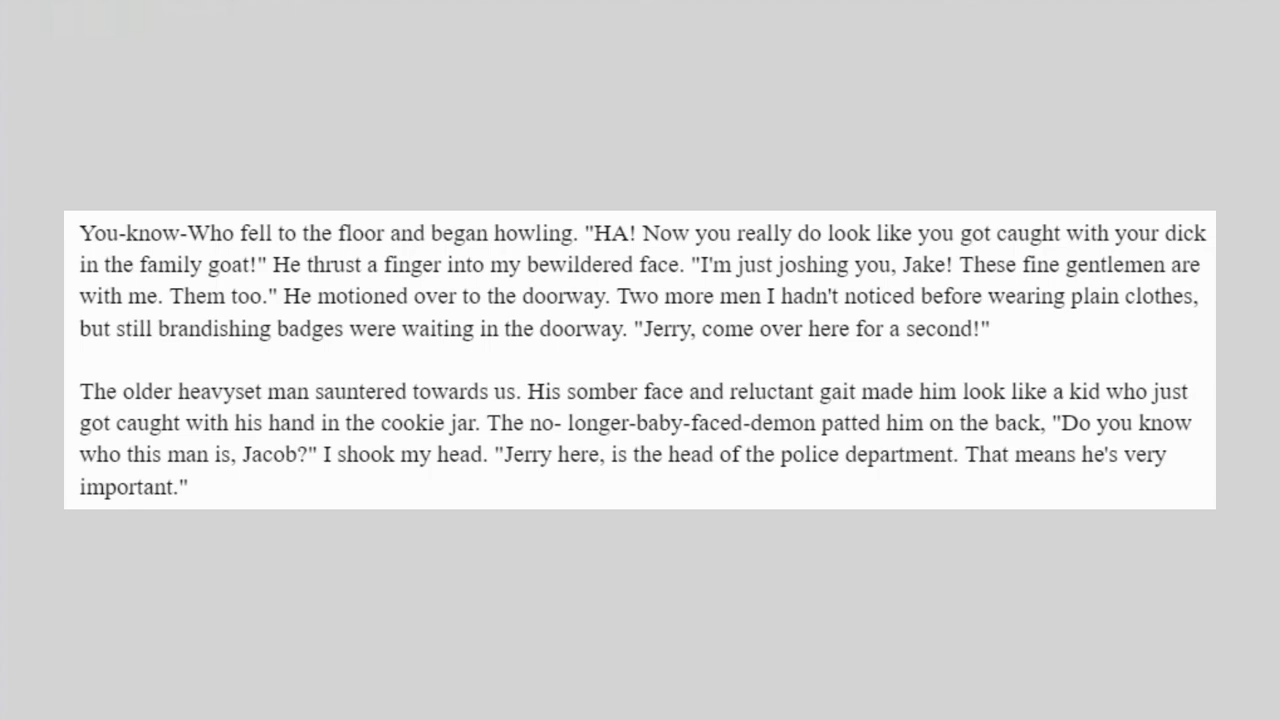 You-know-Who fell to the floor and began howling. "HA! Now you really do look like you got caught with your dick
in the family goat!" He thrust a finger into my bewildered face. "I'm just joshing you, Jake! These fine gentlemen are
with me. Them too." He motioned over to the doorway. Two more men I hadn't noticed before wearing plain clothes,
but still brandishing badges were waiting in the doorway. "Jerry, come over here for a second!"
The older heavyset man sauntered towards us. His somber face and reluctant gait made him look like a kid who just
got caught with his hand in the cookie jar. The no- longer-baby-faced-demon patted him on the back, "Do you know
who this man is, Jacob?" I shook my head. "Jerry here, is the head of the police department. That means he's very
important."